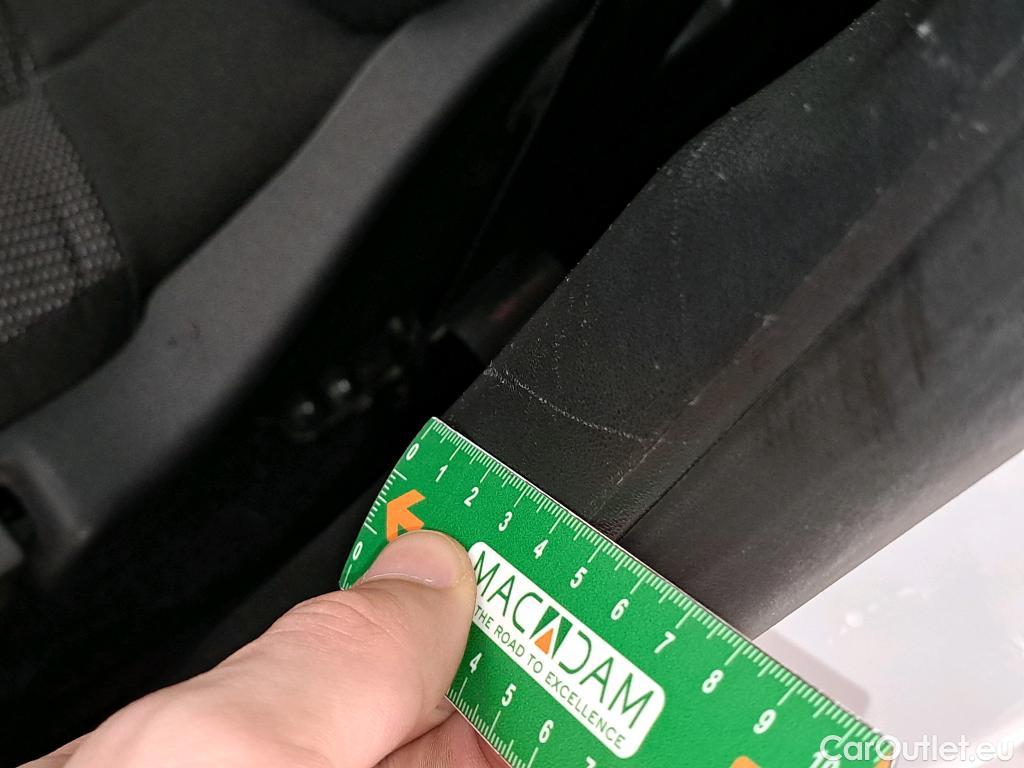 0 1 2 3 4 5 6 7 8 9 10
0
MACADAM
THE ROAD TO EXCELLENCE
4 5 6 7
CarOutlet.eu